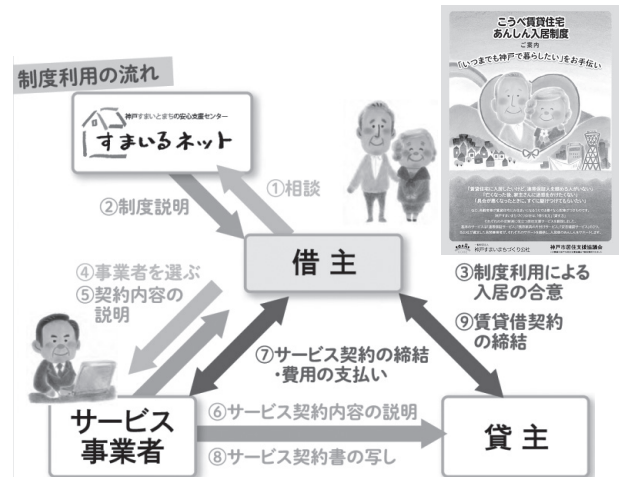 こうべ賃貸住宅
あんしん入居制度
ご案内
「いつまでも神戸で暮らしたい」をお手伝い
制度利用の流れ
神戸すまいとまちの安心支援センター
すまいるネット
①相談
②制度説明
借主
④事業者を選ぶ
⑤契約内容の
説明
③制度利用による
入居の合意
⑨賃貸借契約
の締結
⑦サービス契約の締結
・費用の支払い
サービス
事業者
⑥サービス契約内容の説明
⑧サービス契約書の写し
貸主
神戸すまいまちづくり公社
神戸市居住支援協議会